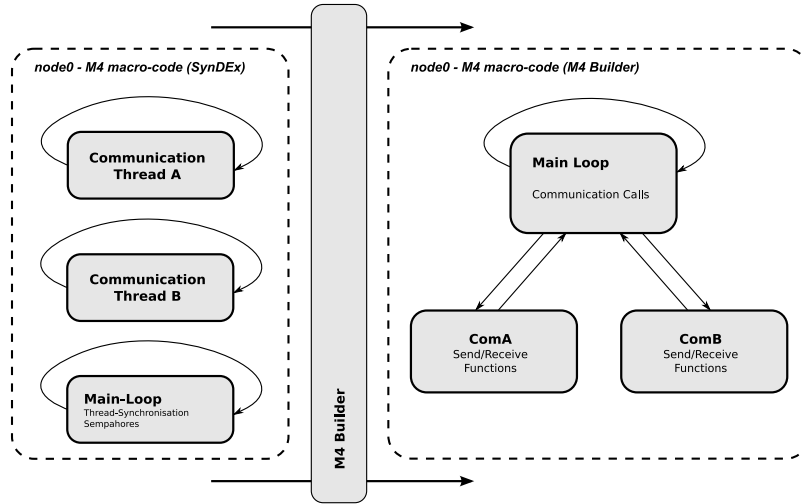 node0 - M4 macro-code (SynDEx)
Communication
Thread A
Communication
Thread B
Main-Loop
Thread-Synchronisation
Sempahores
M4 Builder
node0 - M4 macro-code (M4 Builder)
Main Loop
Communication Calls
ComA
Send/Receive
Functions
ComB
Send/Receive
Functions